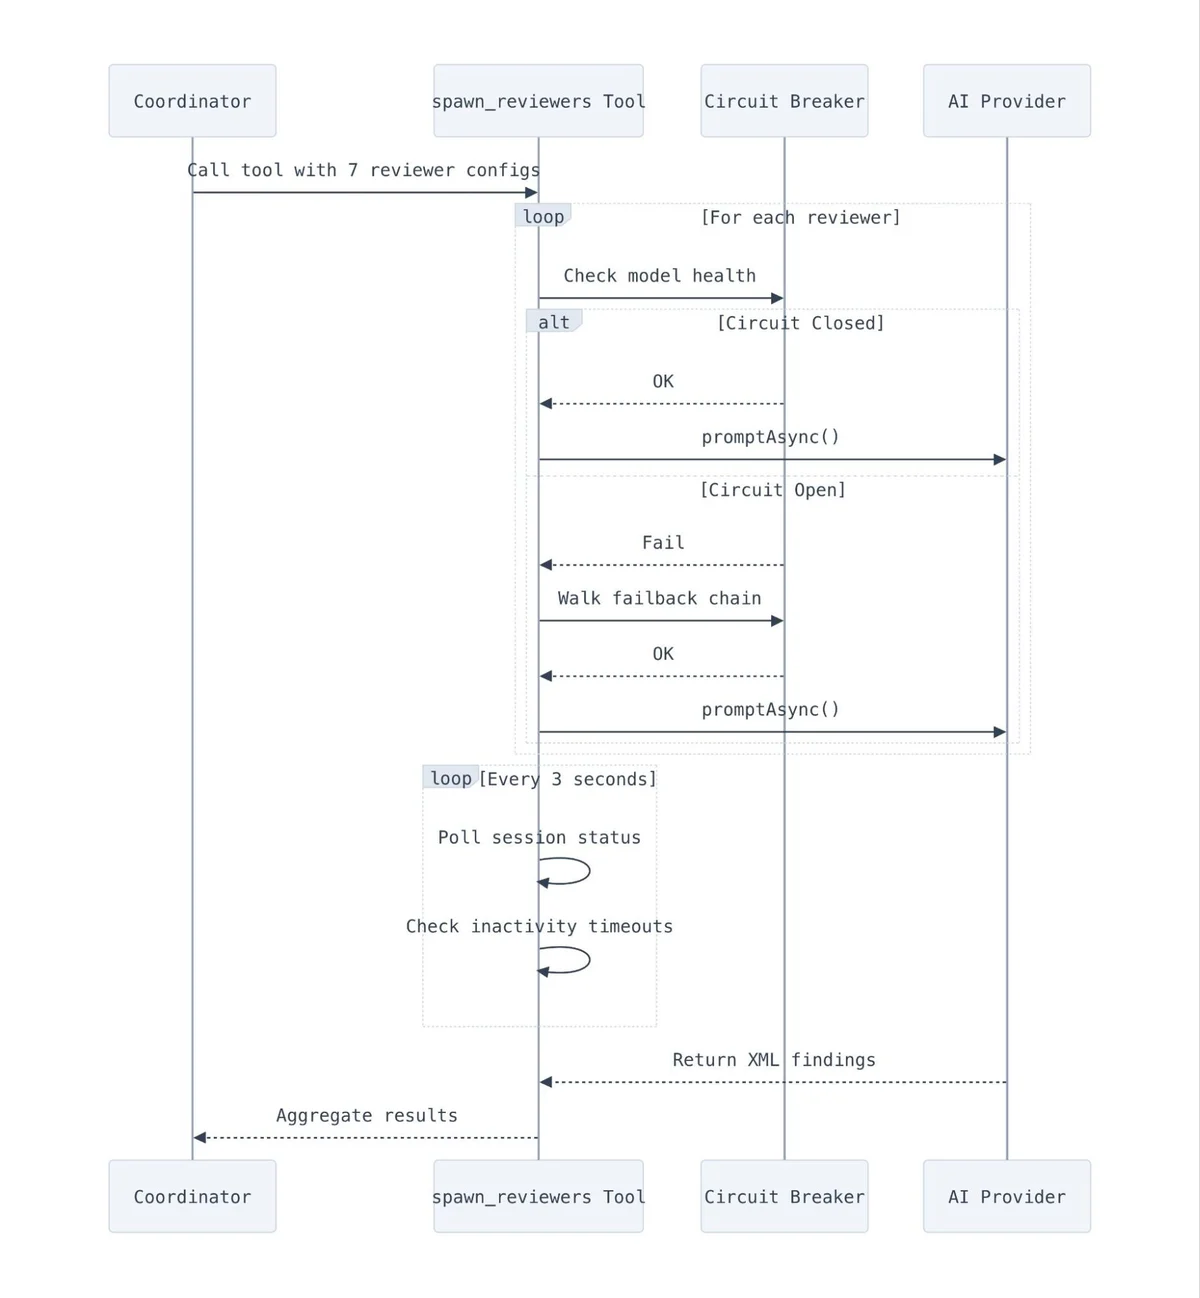 Coordinator
spawn_reviewers Tool
Circuit Breaker
AI Provider
Call tool with 7 reviewer configs
loop
[For each reviewer]
Check model health
alt
[Circuit Closed]
OK
promptAsync()
[Circuit Open]
Fail
Walk failback chain
OK
promptAsync()
loop
[Every 3 seconds]
Poll session status
Check inactivity timeouts
Return XML findings
Aggregate results
Coordinator
spawn_reviewers Tool
Circuit Breaker
AI Provider